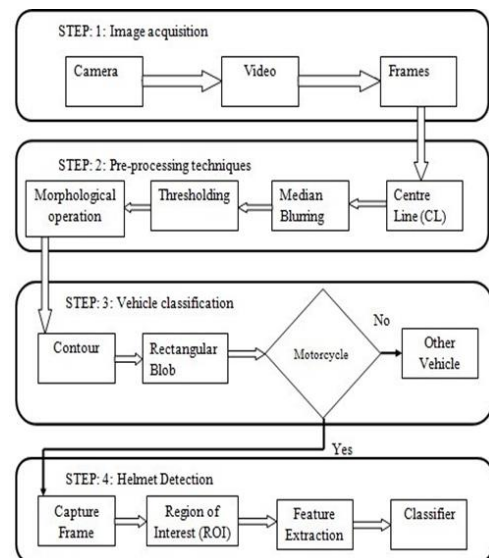 STEP: 1: Image acquisition
Camera
Video
Frames
STEP: 2: Pre-processing techniques
Morphological
operation
Thresholding
Median
Blurring
Centre
Line (CL)
STEP: 3: Vehicle classification
Contour
Rectangular
Blob
Motorcycle
No
Other
Vehicle
Yes
STEP: 4: Helmet Detection
Capture
Frame
Region of
Interest (ROI)
Feature
Extraction
Classifier